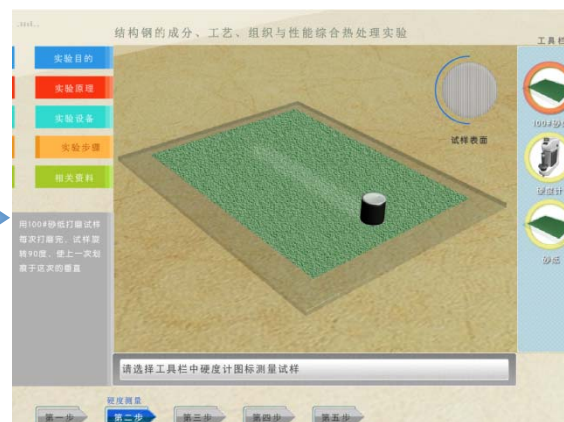 结构钢的成分、工艺、组织与性能综合热处理实验
工具栏
实验目的
实验原理
实验设备
实验步骤
相关资料
试样表面
100#砂
硬度计
砂纸
用100#砂纸打磨试样
每次打磨完，试样旋
转90度，使上一次划
痕于这次的垂直
请选择工具栏中硬度计图标测量试样
硬度测量
第一步
第二步
第三步
第四步
第五步